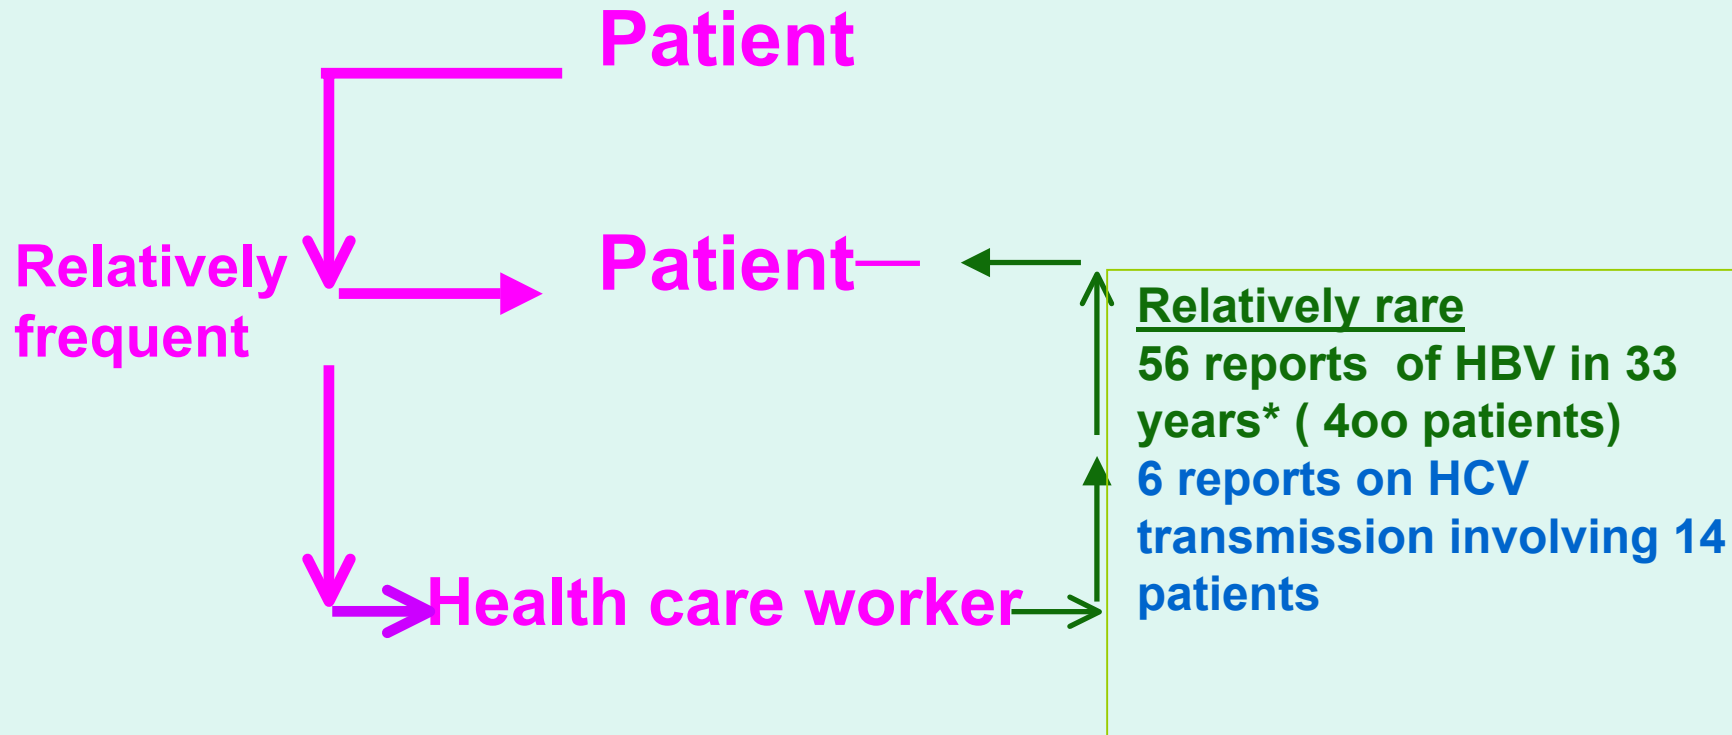 Patient
Relatively
frequent
Patient
Health care worker
Relatively rare
56 reports of HBV in 33
years* ( 4oo patients)
6 reports on HCV
transmission involving 14
patients